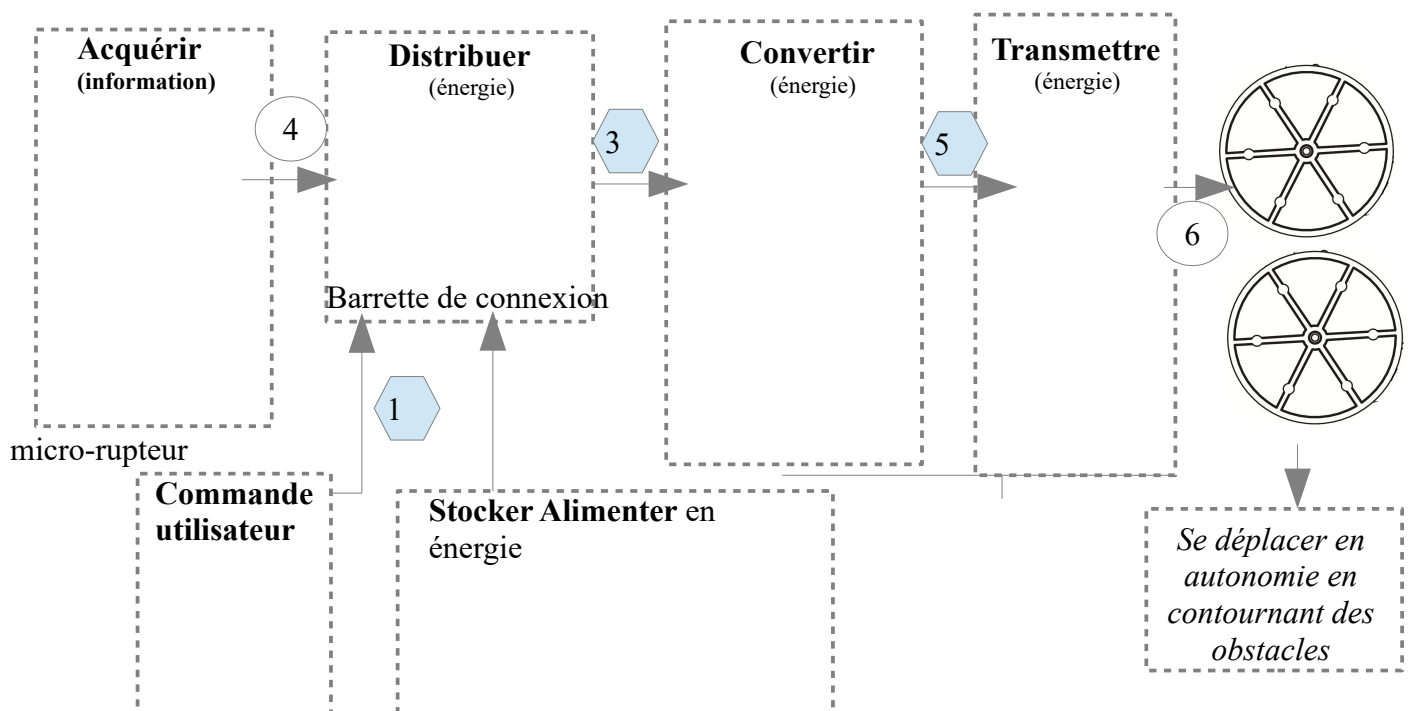 Acquérir
(information)
4
Distribuer
(énergie)
Barrette de connexion
3
Convertir
(énergie)
5
Transmettre
(énergie)
6
1
micro-rupteur
Commande
utilisateur
Stocker Alimenter en
énergie
Se déplacer en
autonomie en
contournant des
obstacles